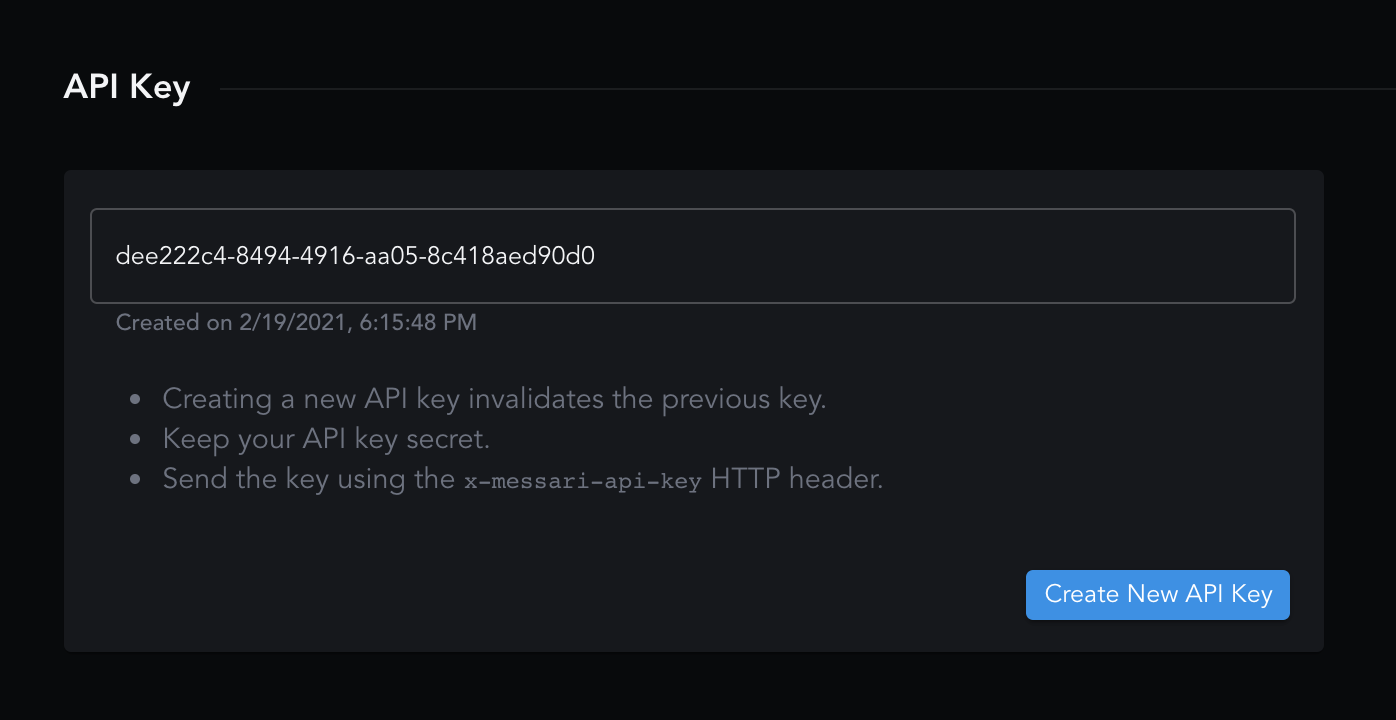 API Key
dee222c4-8494-4916-aa05-8c418aed90d0
Created on 2/19/2021, 6:15:48 PM
• Creating a new API key invalidates the previous key.
• Keep your API key secret.
• Send the key using the x-messari-api-key HTTP header.
Create New API Key